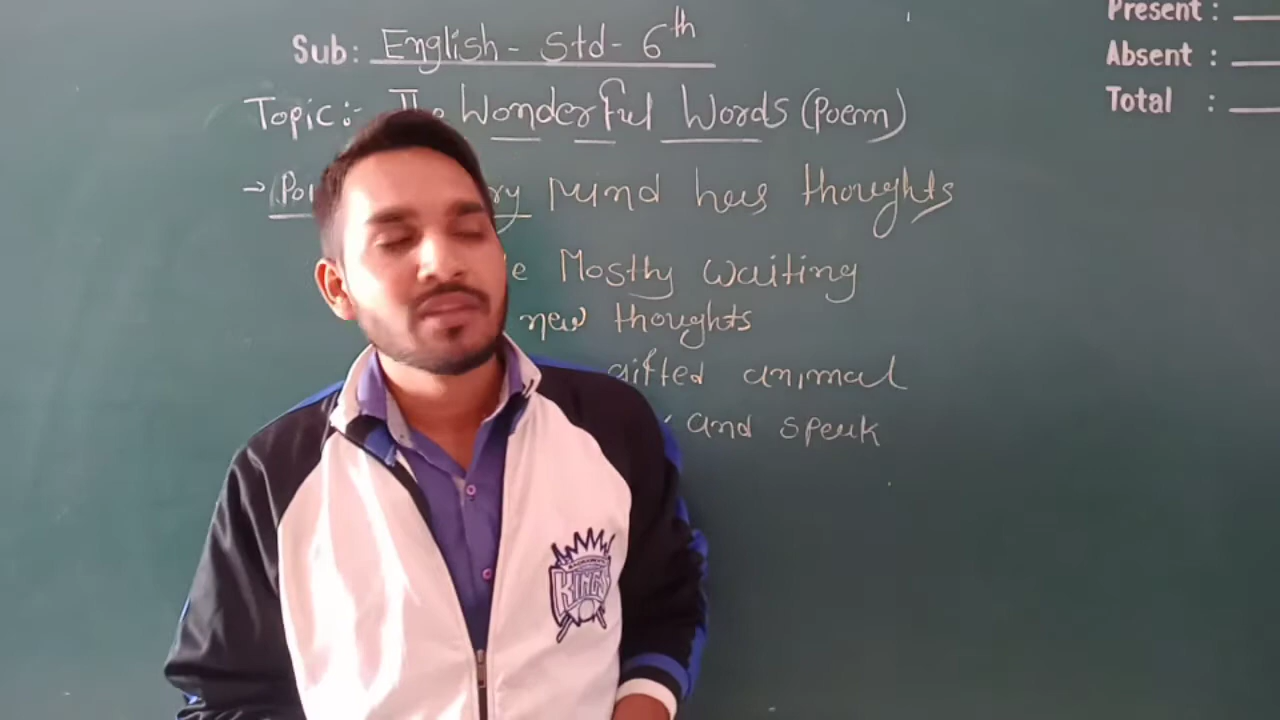 Sub: English - Std - 6th
Topic:- The Wonderful Words (Poem)
Present :
Absent :
Total :
→ Mind has thoughts
Mostly waiting
new thoughts
gifted animal
and speak
KINGS